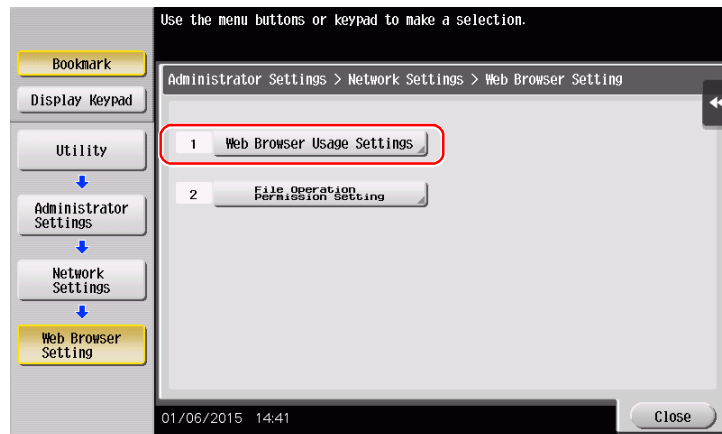 Use the menu buttons or keypad to make a selection.
Bookmark
Display Keypad
Utility
Administrator
Settings
Network
Settings
Web Browser
Setting
Administrator Settings > Network Settings > Web Browser Setting
1 Web Browser Usage Settings
2 File Operation
Permission Setting
01/06/2015 14:41
Close